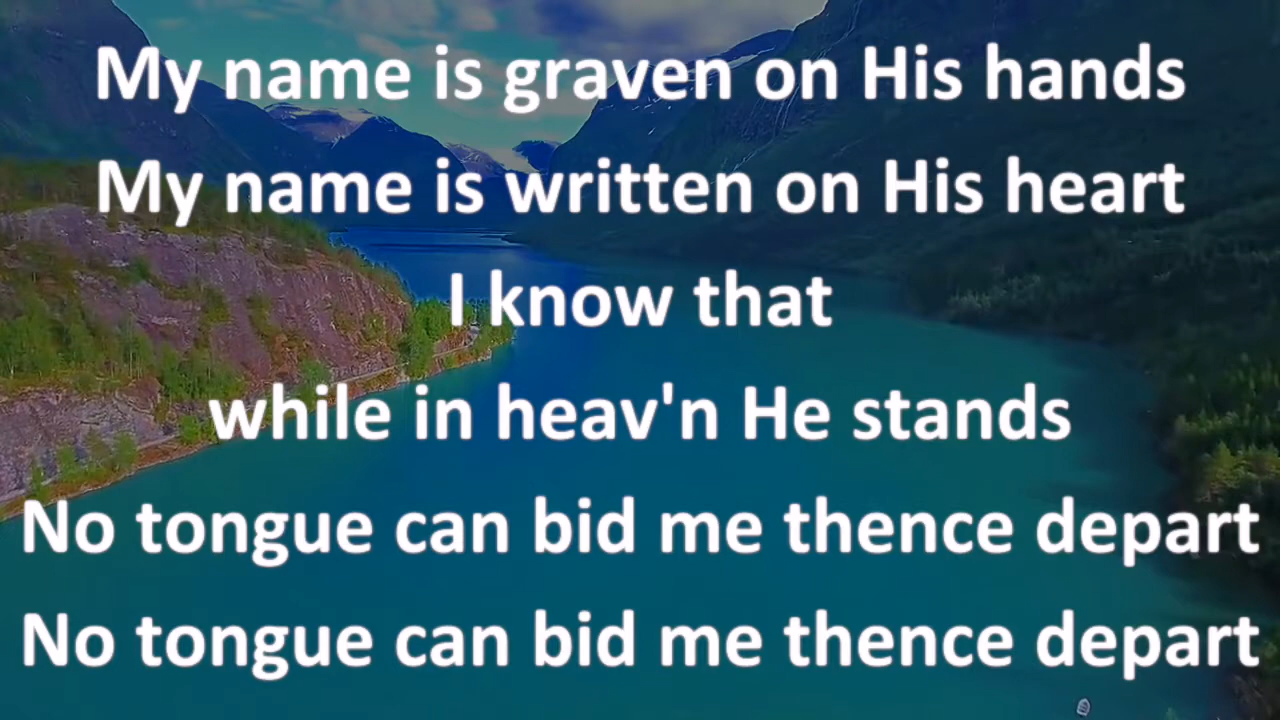 My name is graven on His hands
My name is written on His heart
I know that
while in heav'n He stands
No tongue can bid me thence depart
No tongue can bid me thence depart